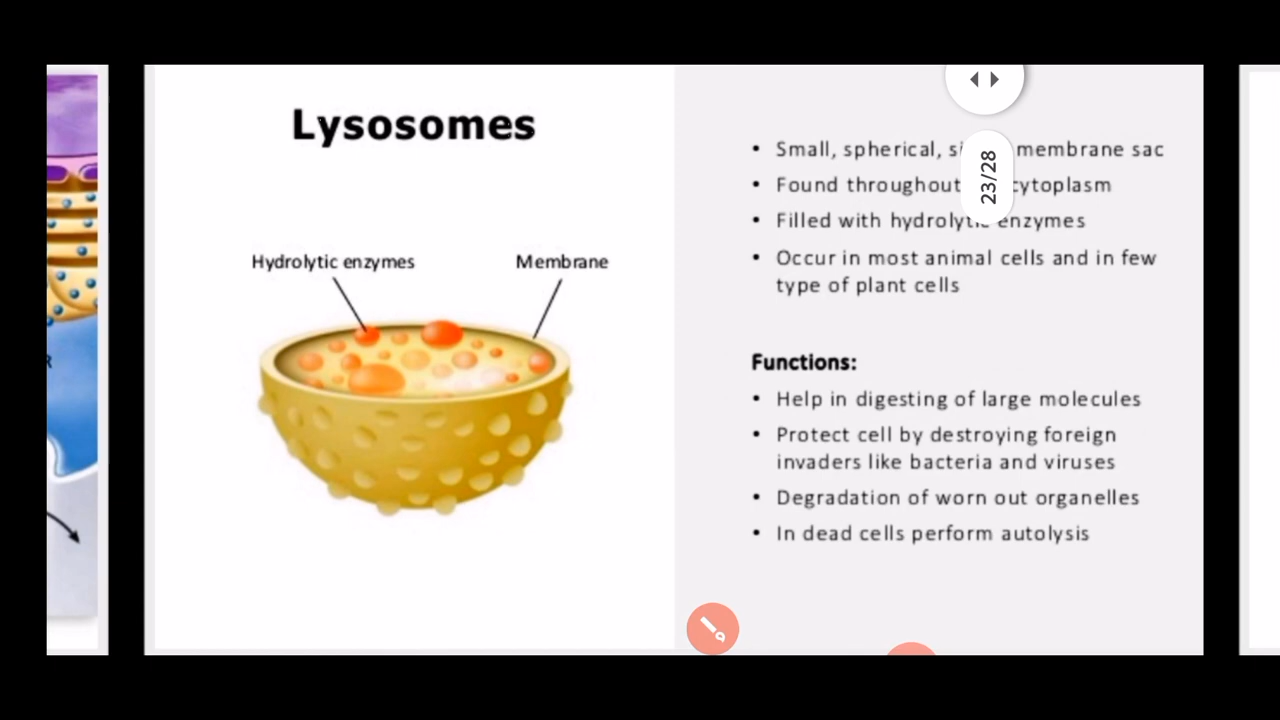 Lysosomes
Hydrolytic enzymes
Membrane
• Small, spherical, membrane sac
• Found throughout cytoplasm
• Filled with hydrolytic enzymes
• Occur in most animal cells and in few
type of plant cells
Functions:
• Help in digesting of large molecules
• Protect cell by destroying foreign
invaders like bacteria and viruses
• Degradation of worn out organelles
• In dead cells perform autolysis
23/28
R